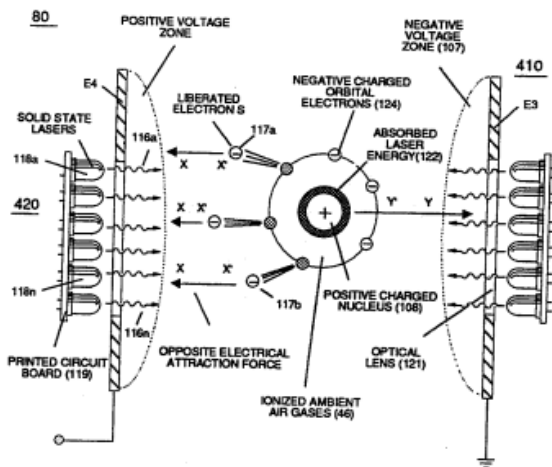 80
POSITIVE VOLTAGE
ZONE
NEGATIVE
VOLTAGE
ZONE (107)
410
E4
E3
NEGATIVE CHARGED
ORBITAL
ELECTRONS (124)
LIBERATED
ELECTRON S
117a
SOLID STATE
LASERS
116a
118a
ABSORBED
LASER
ENERGY(122)
420
X X'
X X'
X X'
+
Y' Y
118n
117b
116n
POSITIVE CHARGED
NUCLEUS (108)
PRINTED CIRCUIT
BOARD (119)
OPPOSITE ELECTRICAL
ATTRACTION FORCE
OPTICAL
LENS (121)
IONIZED AMBIENT
AIR GASES (46)